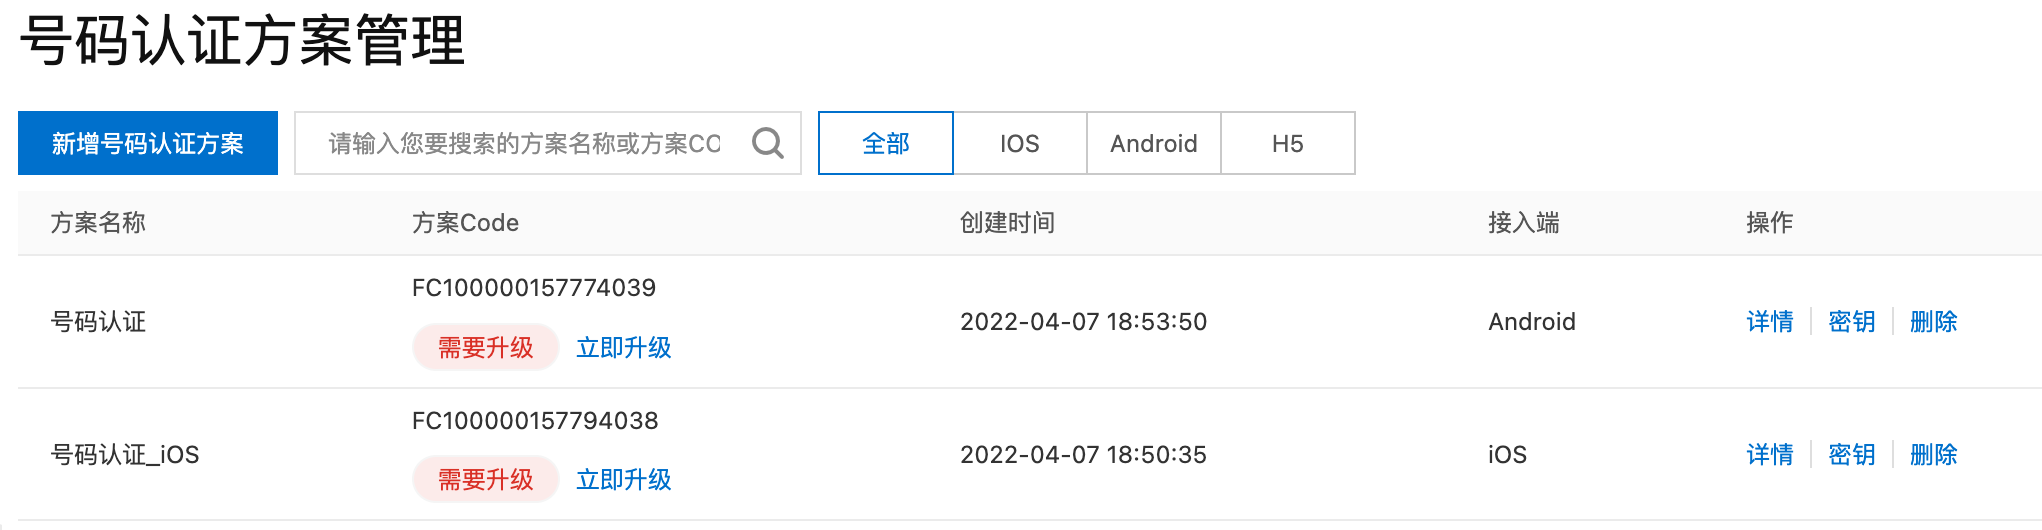 号码认证方案管理
新增号码认证方案 请输入您要搜索的方案名称或方案CO 全部 IOS Android H5
方案名称 方案Code 创建时间 接入端 操作
FC100000157774039
号码认证 2022-04-07 18:53:50 Android 详情 密钥 删除
需要升级 立即升级
FC100000157794038
号码认证_iOS 2022-04-07 18:50:35 iOS 详情 密钥 删除
需要升级 立即升级